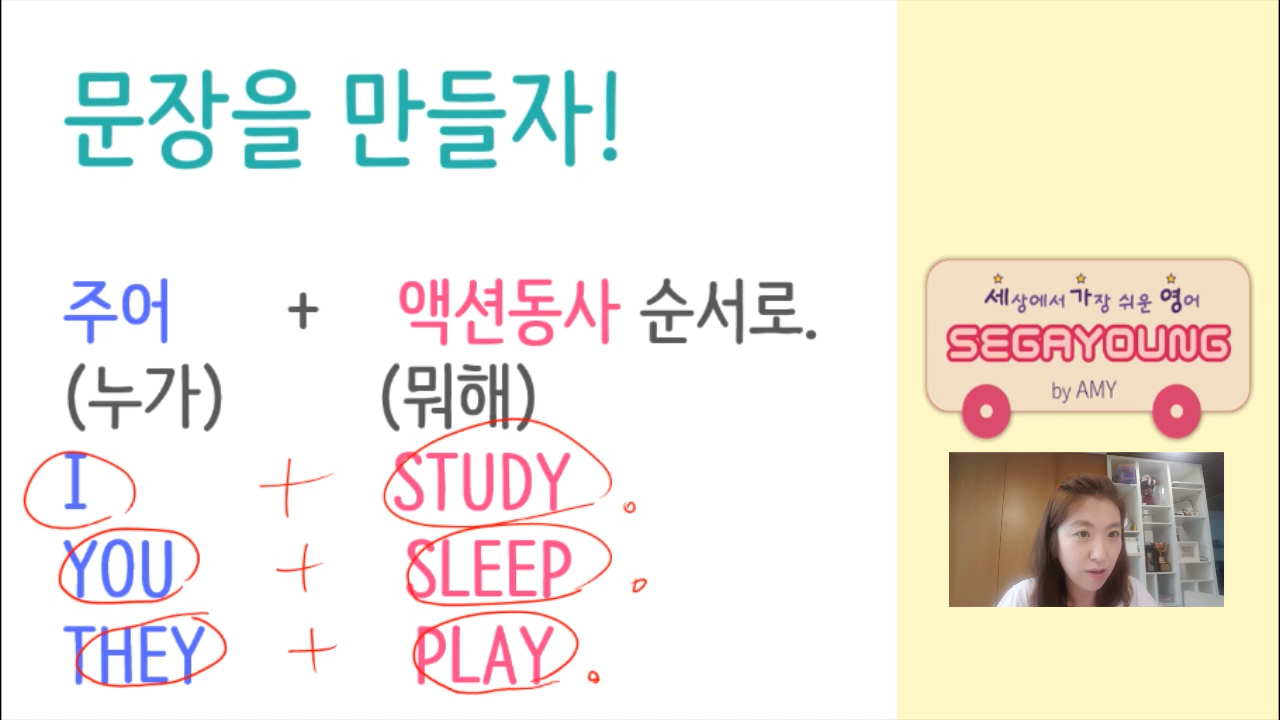 문장을 만들자!
주어 + 액션동사 순서로.
(누가) (뭐해)
I + STUDY .
YOU + SLEEP .
THEY + PLAY .
세상에서 가장 쉬운 영어
SEGAYOUNG
by AMY